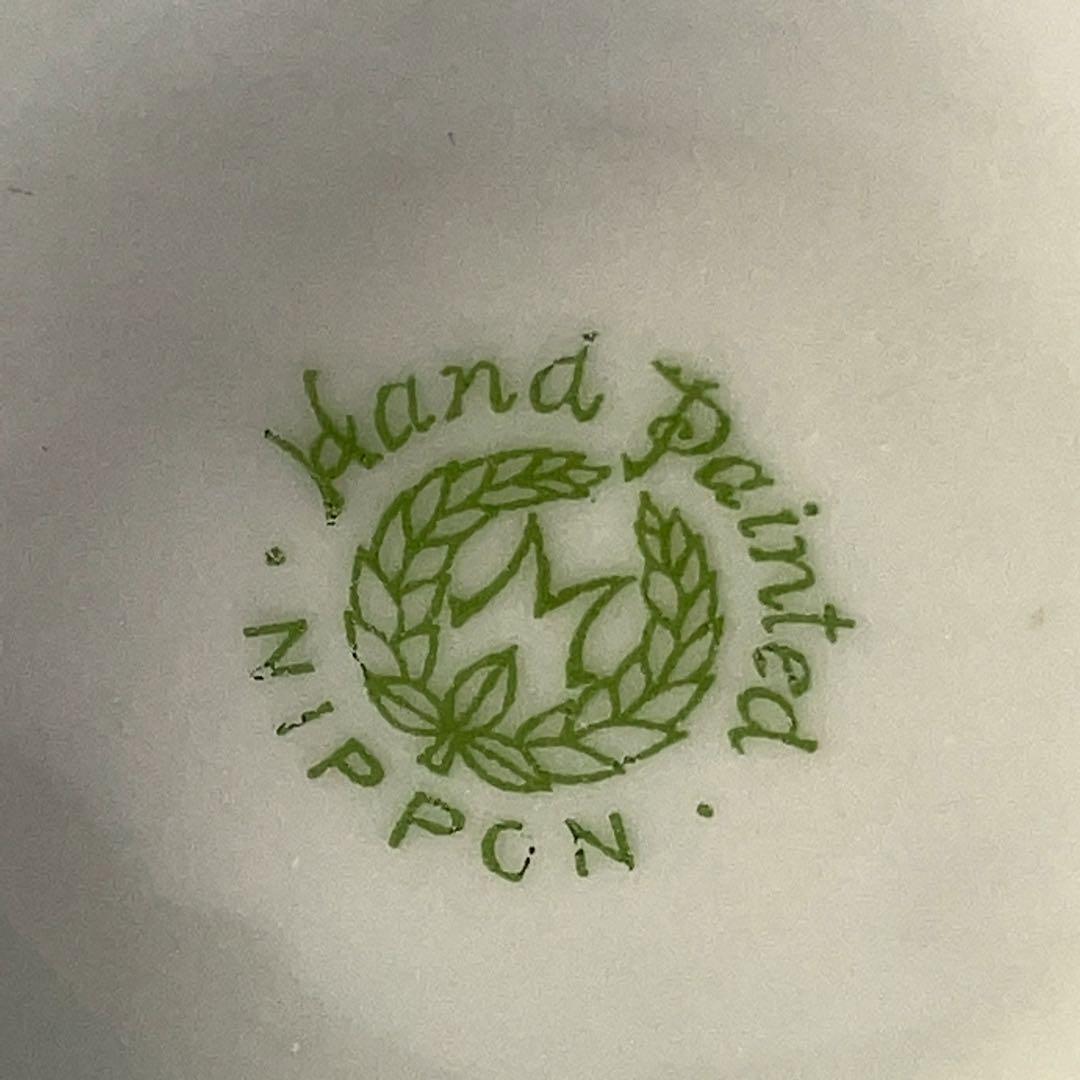 Hand Painted
M
· NIPPON ·